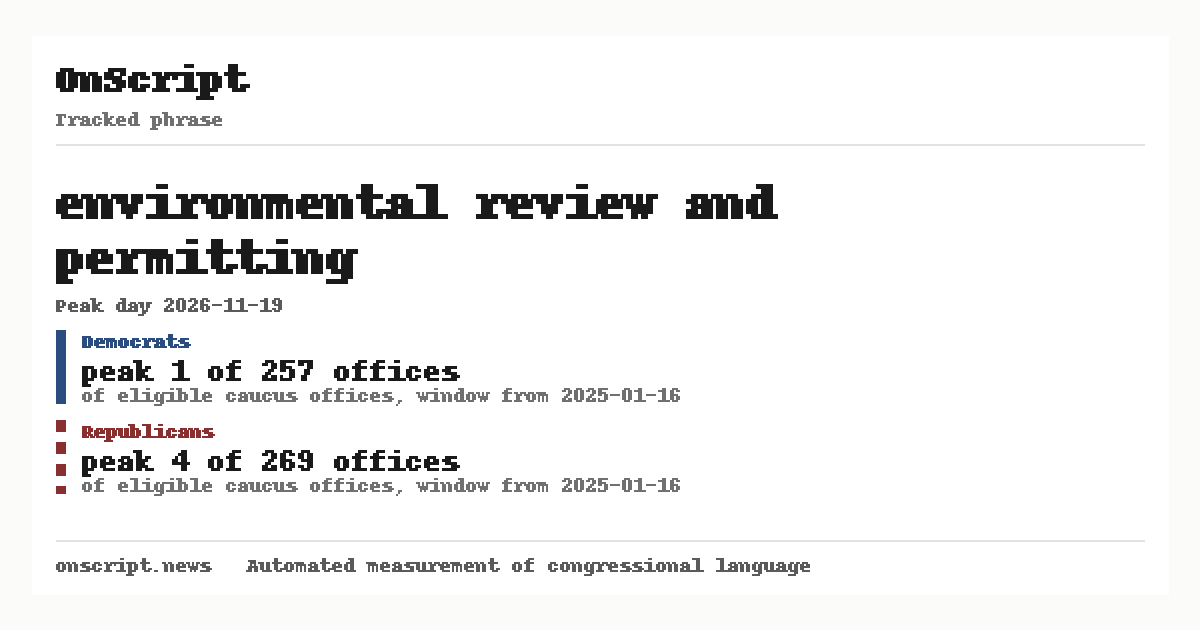 OnScript
Tracked phrase
environmental review and
permitting
Peak day 2026-11-19
Democrats
peak 1 of 257 offices
of eligible caucus offices, window from 2025-01-16
Republicans
peak 4 of 269 offices
of eligible caucus offices, window from 2025-01-16
onscript.news Automated measurement of congressional language